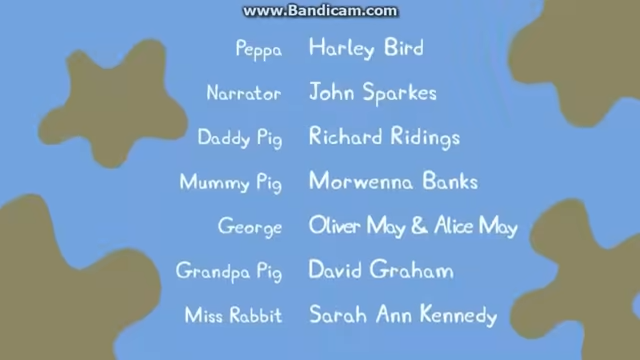 www.Bandicam.com
Peppa Harley Bird
Narrator John Sparkes
Daddy Pig Richard Ridings
Mummy Pig Morwenna Banks
George Oliver May & Alice May
Grandpa Pig David Graham
Miss Rabbit Sarah Ann Kennedy